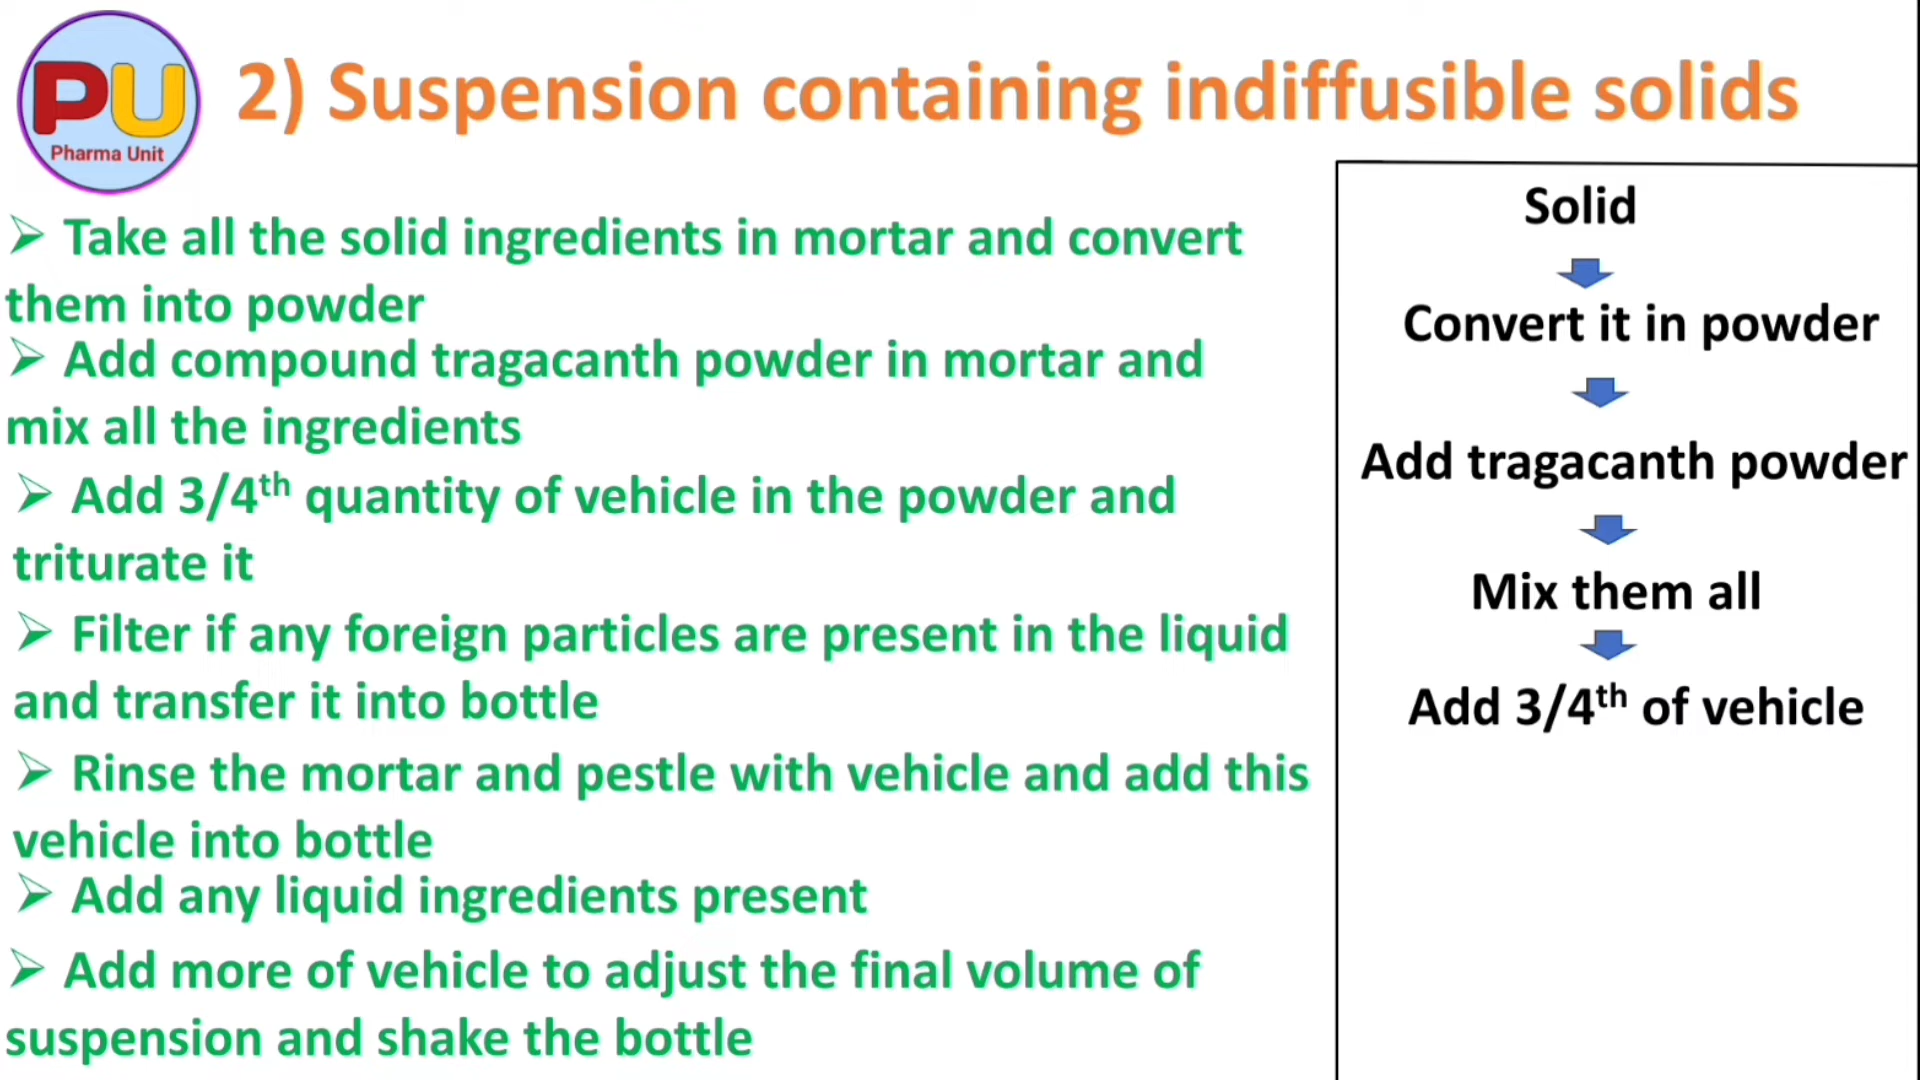 PU
Pharma Unit
2) Suspension containing indiffusible solids
➢ Take all the solid ingredients in mortar and convert
them into powder
➢ Add compound tragacanth powder in mortar and
mix all the ingredients
➢ Add 3/4th quantity of vehicle in the powder and
triturate it
➢ Filter if any foreign particles are present in the liquid
and transfer it into bottle
➢ Rinse the mortar and pestle with vehicle and add this
vehicle into bottle
➢ Add any liquid ingredients present
➢ Add more of vehicle to adjust the final volume of
suspension and shake the bottle
Solid
Convert it in powder
Add tragacanth powder
Mix them all
Add 3/4th of vehicle